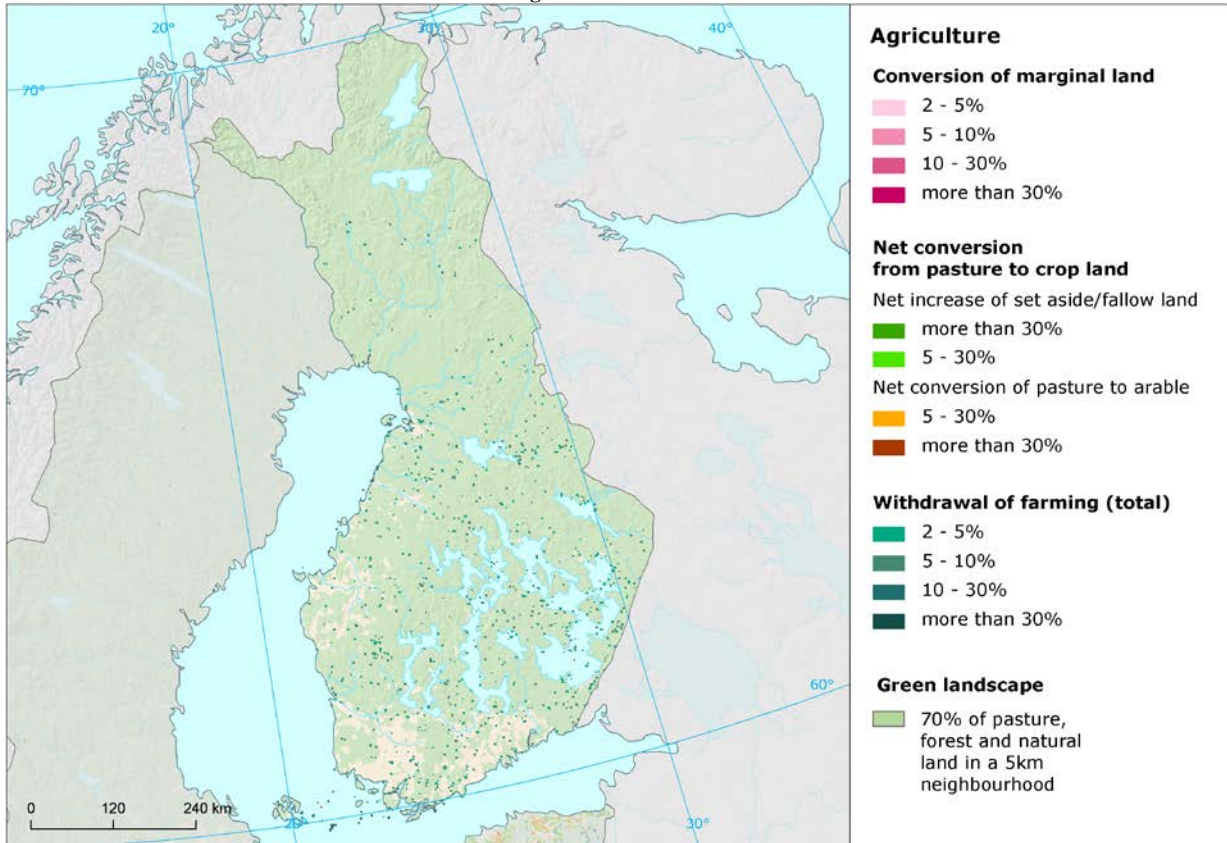 20°
30°
40°
70°
60°
0 120 240 km
20°
30°
Agriculture
Conversion of marginal land
2 - 5%
5 - 10%
10 - 30%
more than 30%
Net conversion
from pasture to crop land
Net increase of set aside/fallow land
more than 30%
5 - 30%
Net conversion of pasture to arable
5 - 30%
more than 30%
Withdrawal of farming (total)
2 - 5%
5 - 10%
10 - 30%
more than 30%
Green landscape
70% of pasture,
forest and natural
land in a 5km
neighbourhood